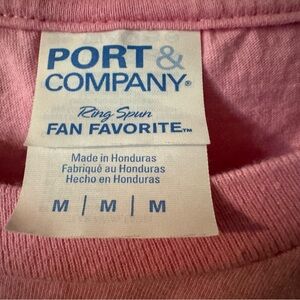 PORT &
COMPANY®
Ring Spun
FAN FAVORITE™
Made in Honduras
Fabriqué au Honduras
Hecho en Honduras
M | M | M